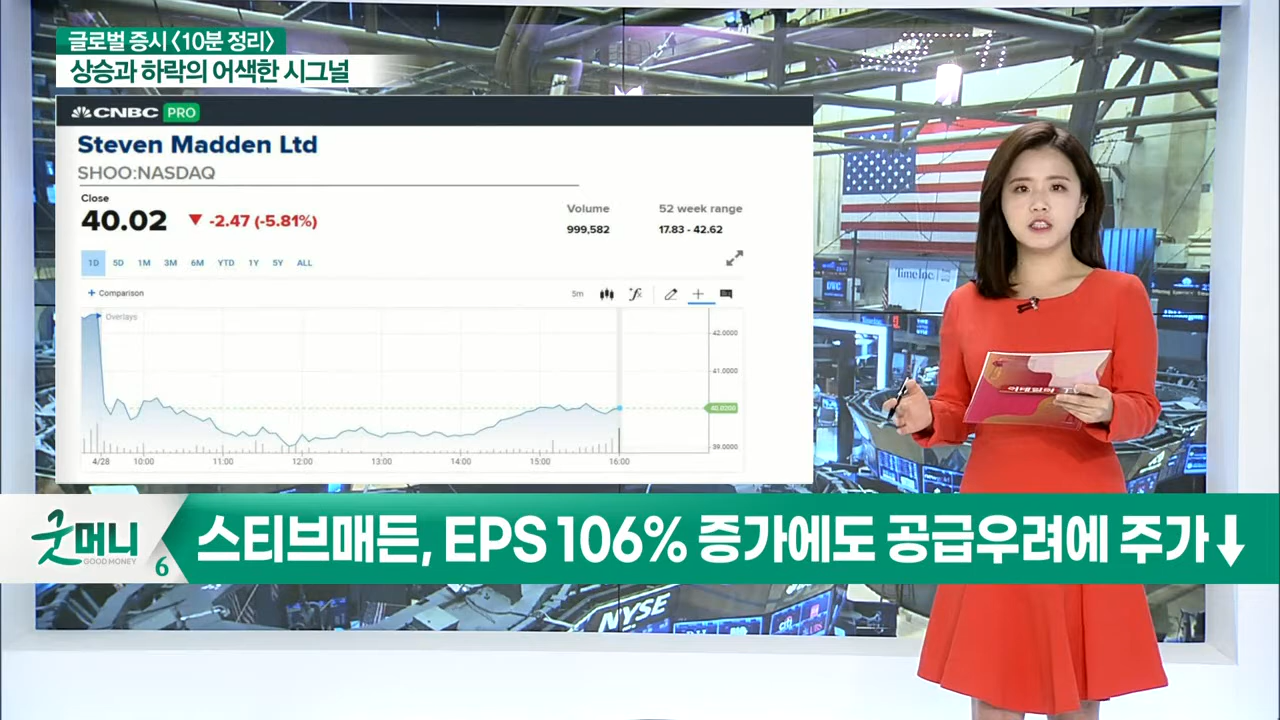 글로벌 증시 〈10분 정리〉
상승과 하락의 어색한 시그널
CNBC PRO
Steven Madden Ltd
SHOO:NASDAQ
Close
40.02 ▼ -2.47 (-5.81%)
Volume
999,582
52 week range
17.83 - 42.62
1D 5D 1M 3M 6M YTD 1Y 5Y ALL
+ Comparison
5m
Overlays
42.0000
41.0000
40.0200
39.0000
4/28 10:00 11:00 12:00 13:00 14:00 15:00 16:00
Time Inc.
굿머니
GOOD MONEY
6
스티브매든, EPS 106% 증가에도 공급우려에 주가↓
NYSE
citi